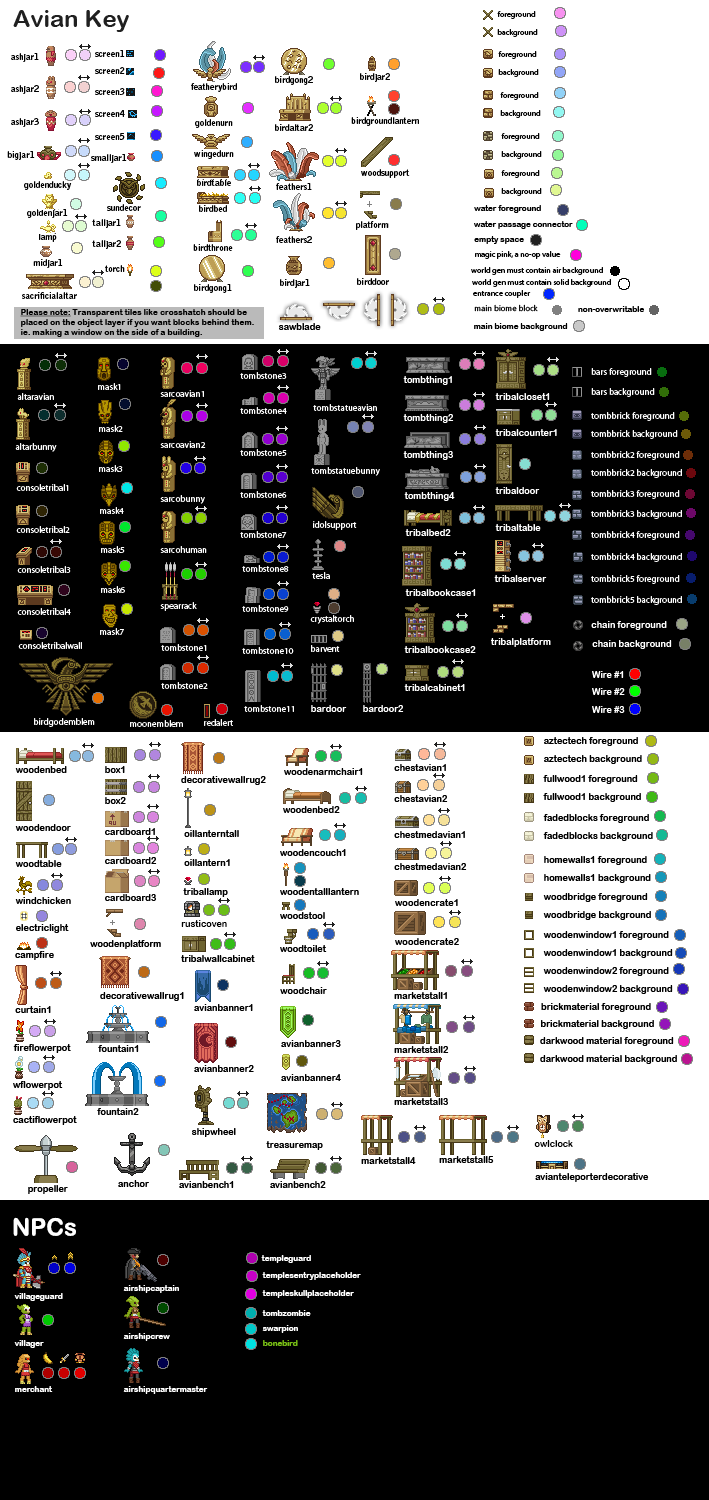 Avian Key
ashjar1
ashjar2
ashjar3
bigjar1
goldenducky
goldenjar1
lamp
midjar1
sacrificialaltar
screen1
screen2
screen3
screen4
screen5
smalljar1
sundecor
talljar1
talljar2
torch
featherybird
goldenurn
wingedurn
birdtable
birdbed
birdthrone
birdgong1
birdgong2
birdaltar2
feathers1
feathers2
birdjar1
birdjar2
birdgroundlantern
woodsupport
platform
birddoor
sawblade
Please note: Transparent tiles like crosshatch should be
placed on the object layer if you want blocks behind them.
ie. making a window on the side of a building.
foreground
background
foreground
background
foreground
background
foreground
background
foreground
background
water foreground
water passage connector
empty space
magic pink, a no-op value
world gen must contain air background
world gen must contain solid background
entrance coupler
main biome block
non-overwritable
main biome background
altaravian
altarbunny
consoletribal1
consoletribal2
consoletribal3
consoletribal4
consoletribalwall
birdgodemblem
mask1
mask2
mask3
mask4
mask5
mask6
mask7
moonemblem
redalert
sarcoavian1
sarcoavian2
sarcobunny
sarcohuman
spearrack
tombstone1
tombstone2
tombstone3
tombstone4
tombstone5
tombstone6
tombstone7
tombstone8
tombstone9
tombstone10
tombstone11
tombstatueavian
tombstatuebunny
idolsupport
tesla
crystaltorch
barvent
bardoor
bardoor2
tombthing1
tombthing2
tombthing3
tombthing4
tribalbed2
tribalbookcase1
tribalbookcase2
tribalcabinet1
tribalcloset1
tribalcounter1
tribaldoor
tribaltable
tribalserver
tribalplatform
bars foreground
bars background
tombbrick foreground
tombbrick background
tombbrick2 foreground
tombbrick2 background
tombbrick3 foreground
tombbrick3 background
tombbrick4 foreground
tombbrick4 background
tombbrick5 foreground
tombbrick5 background
chain foreground
chain background
Wire #1
Wire #2
Wire #3
woodenbed
woodendoor
woodtable
windchicken
electriclight
campfire
curtain1
fireflowerpot
wflowerpot
cactiflowerpot
propeller
box1
box2
cardboard1
cardboard2
cardboard3
woodenplatform
decorativewallrug1
fountain1
fountain2
anchor
decorativewallrug2
oillanterntall
oillantern1
triballamp
rusticoven
tribalwallcabinet
avianbanner1
avianbanner2
shipwheel
avianbench1
woodenarmchair1
woodenbed2
woodencouch1
woodentalllantern
woodstool
woodtoilet
woodchair
avianbanner3
avianbanner4
treasuremap
avianbench2
chestavian1
chestavian2
chestmedavian1
chestmedavian2
woodencrate1
woodencrate2
marketstall1
marketstall2
marketstall3
marketstall4
marketstall5
owlclock
avianteleporterdecorative
aztectech foreground
aztectech background
fullwood1 foreground
fullwood1 background
fadedblocks foreground
fadedblocks background
homewalls1 foreground
homewalls1 background
woodbridge foreground
woodbridge background
woodenwindow1 foreground
woodenwindow1 background
woodenwindow2 foreground
woodenwindow2 background
brickmaterial foreground
brickmaterial background
darkwood material foreground
darkwood material background
NPCs
villageguard
villager
merchant
airshipcaptain
airshipcrew
airshipquartermaster
templeguard
templesentryplaceholder
templeskullplaceholder
tombzombie
swarpion
bonebird